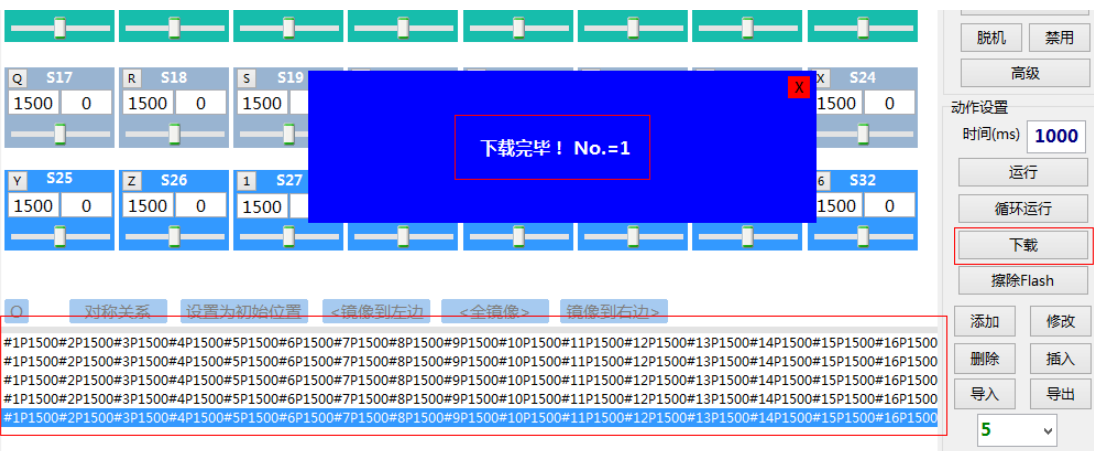 脱机 禁用
高级
Q S17 R S18 S S19 X S24
1500 0 1500 0 1500 1500 0
X
下载完毕！ No.=1
Y S25 Z S26 1 S27 6 S32
1500 0 1500 0 1500 1500 0
动作设置
时间(ms) 1000
运行
循环运行
下载
擦除Flash
O 对称关系 设置为初始位置 <镜像到左边 <全镜像> 镜像到右边>
添加 修改
删除 插入
导入 导出
5
#1P1500#2P1500#3P1500#4P1500#5P1500#6P1500#7P1500#8P1500#9P1500#10P1500#11P1500#12P1500#13P1500#14P1500#15P1500#16P1500
#1P1500#2P1500#3P1500#4P1500#5P1500#6P1500#7P1500#8P1500#9P1500#10P1500#11P1500#12P1500#13P1500#14P1500#15P1500#16P1500
#1P1500#2P1500#3P1500#4P1500#5P1500#6P1500#7P1500#8P1500#9P1500#10P1500#11P1500#12P1500#13P1500#14P1500#15P1500#16P1500
#1P1500#2P1500#3P1500#4P1500#5P1500#6P1500#7P1500#8P1500#9P1500#10P1500#11P1500#12P1500#13P1500#14P1500#15P1500#16P1500
#1P1500#2P1500#3P1500#4P1500#5P1500#6P1500#7P1500#8P1500#9P1500#10P1500#11P1500#12P1500#13P1500#14P1500#15P1500#16P1500